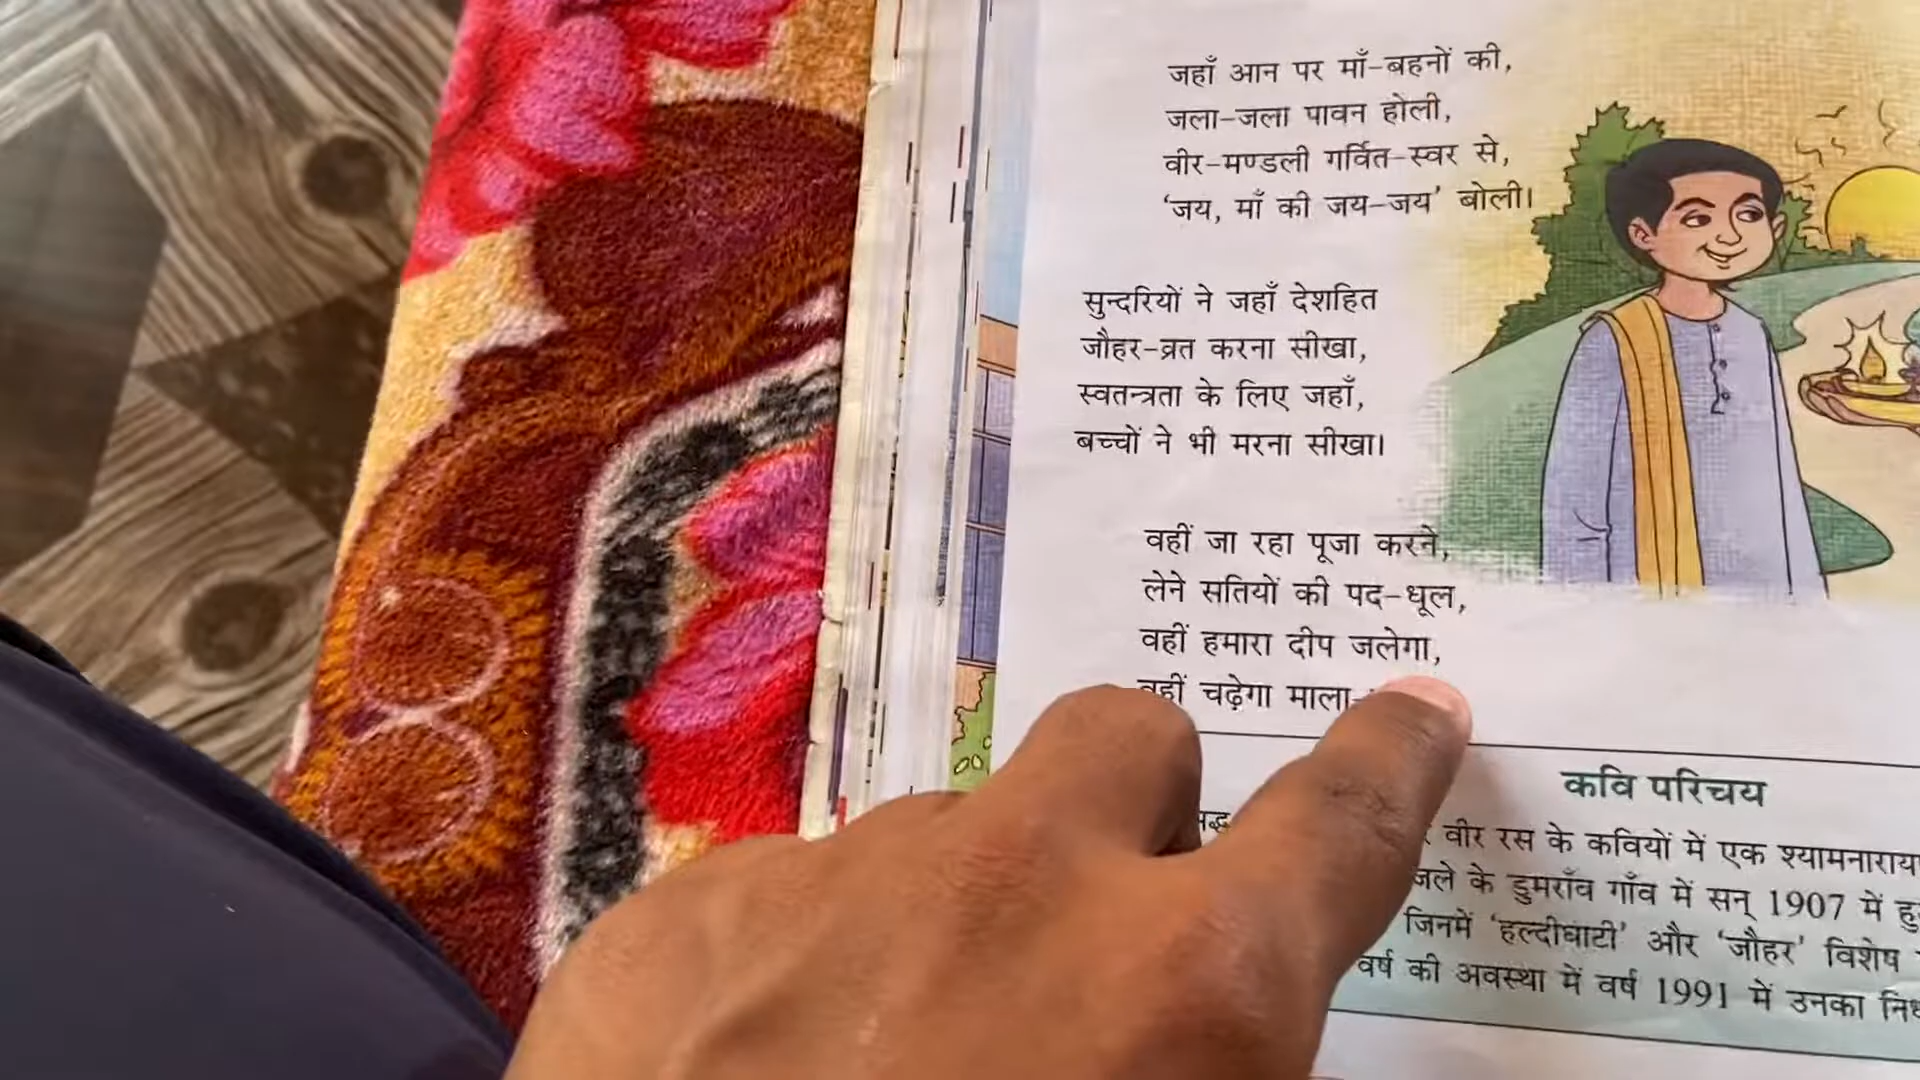 जहाँ आन पर माँ-बहनों की,
जला-जला पावन होली,
वीर-मण्डली गर्वित-स्वर से,
‘जय, माँ की जय-जय’ बोली।
सुन्दरियों ने जहाँ देशहित
जौहर-व्रत करना सीखा,
स्वतन्त्रता के लिए जहाँ,
बच्चों ने भी मरना सीखा।
वहीं जा रहा पूजा करने,
लेने सतियों की पद-धूल,
वहीं हमारा दीप जलेगा,
वहीं चढ़ेगा माला-
कवि परिचय
वीर रस के कवियों में एक
के डुमराँव गाँव में सन् 1907 में
जिनमें ‘हल्दीघाटी’ और ‘जौहर’ विशेष
वर्ष की अवस्था में वर्ष 1991 में उनका